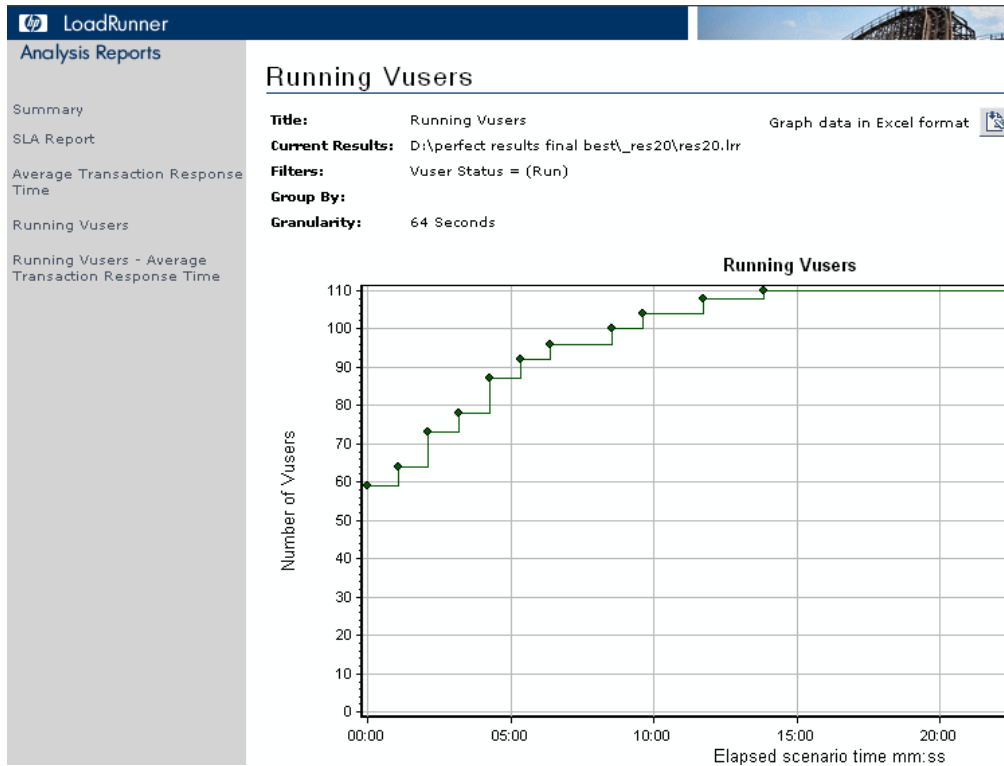 hp LoadRunner
Analysis Reports
Summary
SLA Report
Average Transaction Response
Time
Running Vusers
Running Vusers - Average
Transaction Response Time
Running Vusers
Title: Running Vusers
Graph data in Excel format
Current Results: D:\perfect results final best\_res20\res20.lrr
Filters: Vuser Status = (Run)
Group By:
Granularity: 64 Seconds
Running Vusers
110
100
90
80
70
60
50
40
30
20
10
0
Number of Vusers
00:00 05:00 10:00 15:00 20:00
Elapsed scenario time mm:ss